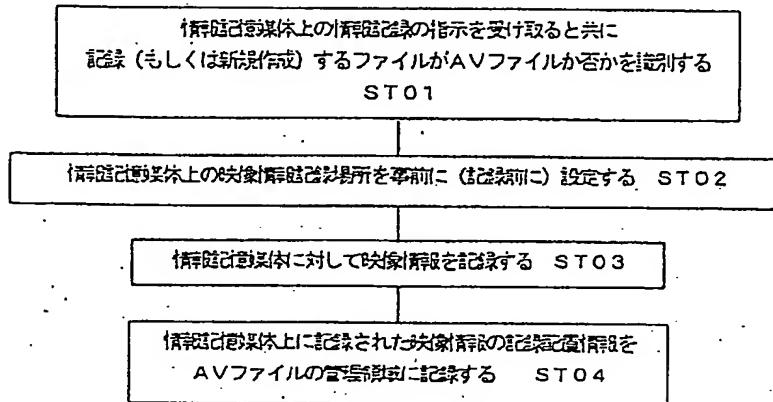 情報記憶媒体上の情報記録の指示を受け取ると共に
記録（もしくは新規作成）するファイルがAVファイルか否かを識別する
ST01
情報記憶媒体上の映像情報記録場所を事前に（記録前に）設定する ST02
情報記憶媒体に対して映像情報を記録する ST03
情報記憶媒体上に記録された映像情報の記録配置情報を
AVファイルの管理領域に記録する ST04